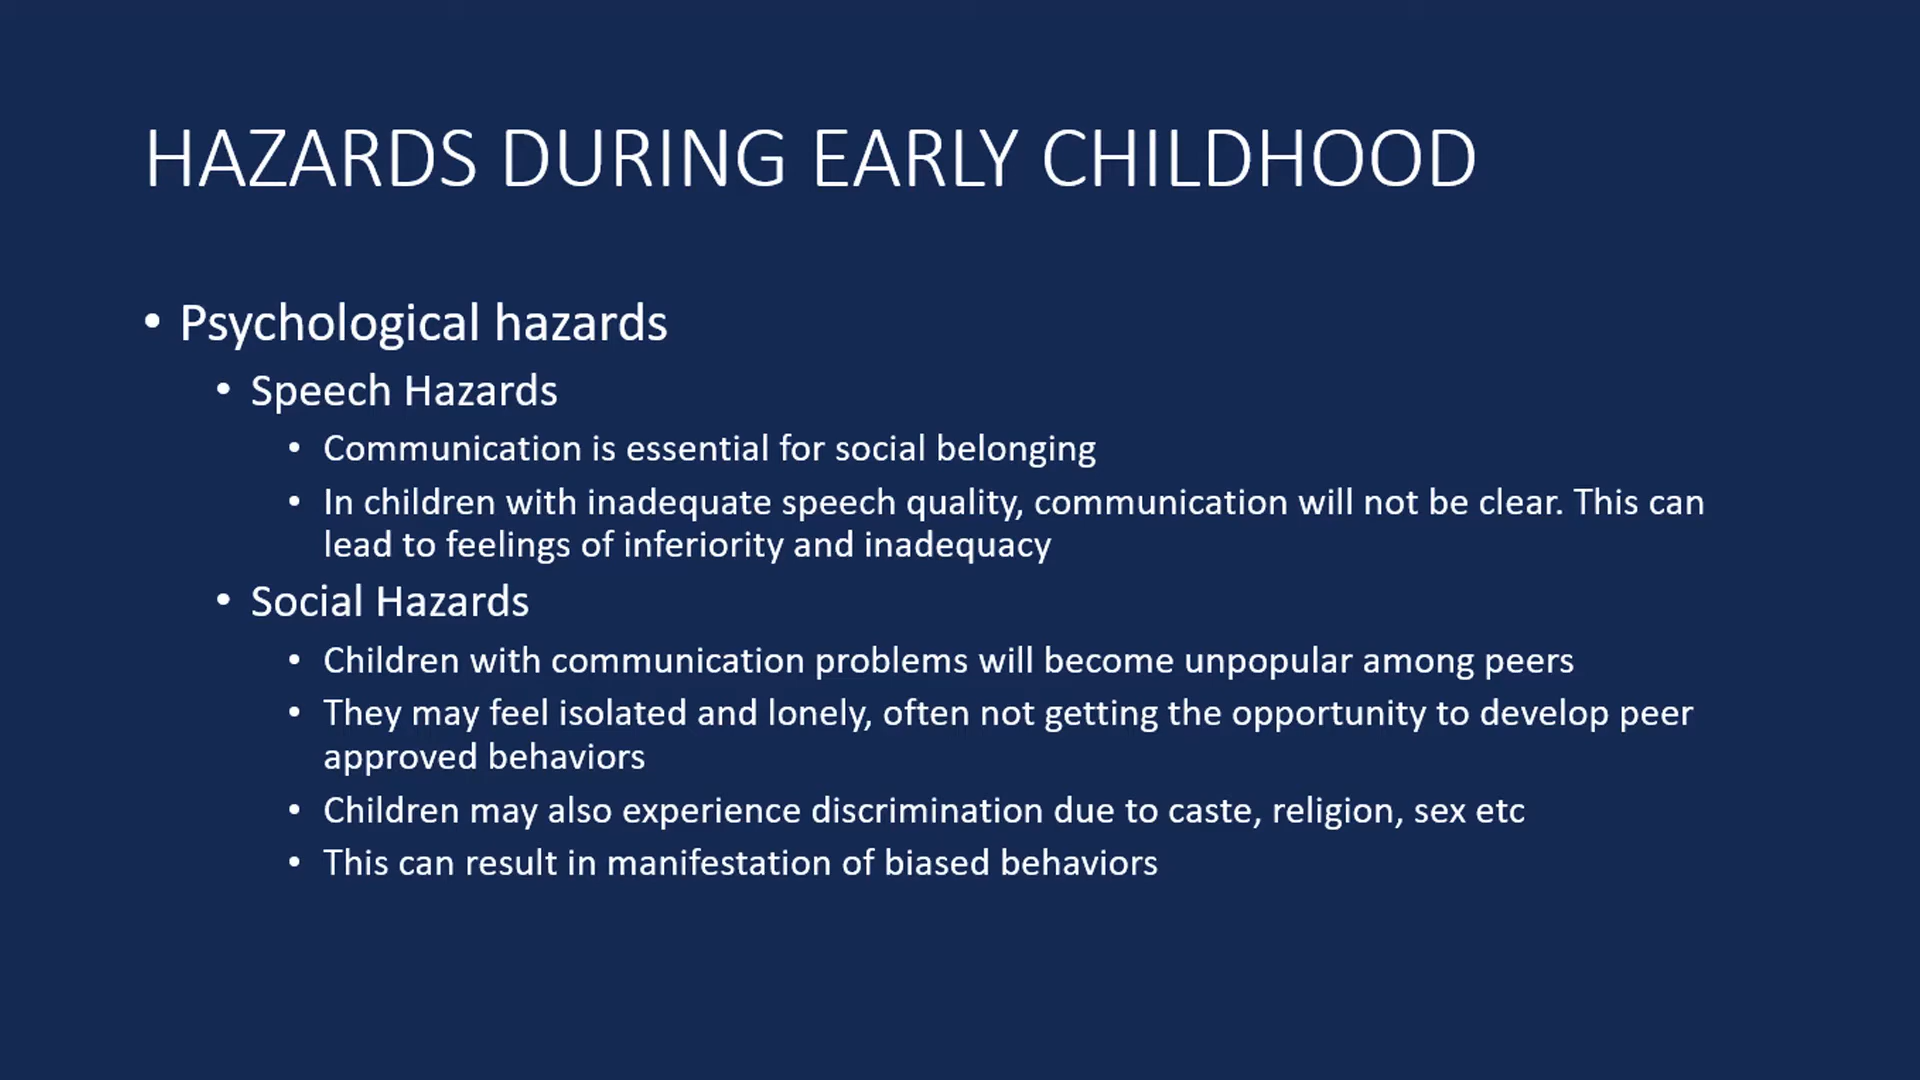 HAZARDS DURING EARLY CHILDHOOD
• Psychological hazards
• Speech Hazards
• Communication is essential for social belonging
• In children with inadequate speech quality, communication will not be clear. This can
lead to feelings of inferiority and inadequacy
• Social Hazards
• Children with communication problems will become unpopular among peers
• They may feel isolated and lonely, often not getting the opportunity to develop peer
approved behaviors
• Children may also experience discrimination due to caste, religion, sex etc
• This can result in manifestation of biased behaviors